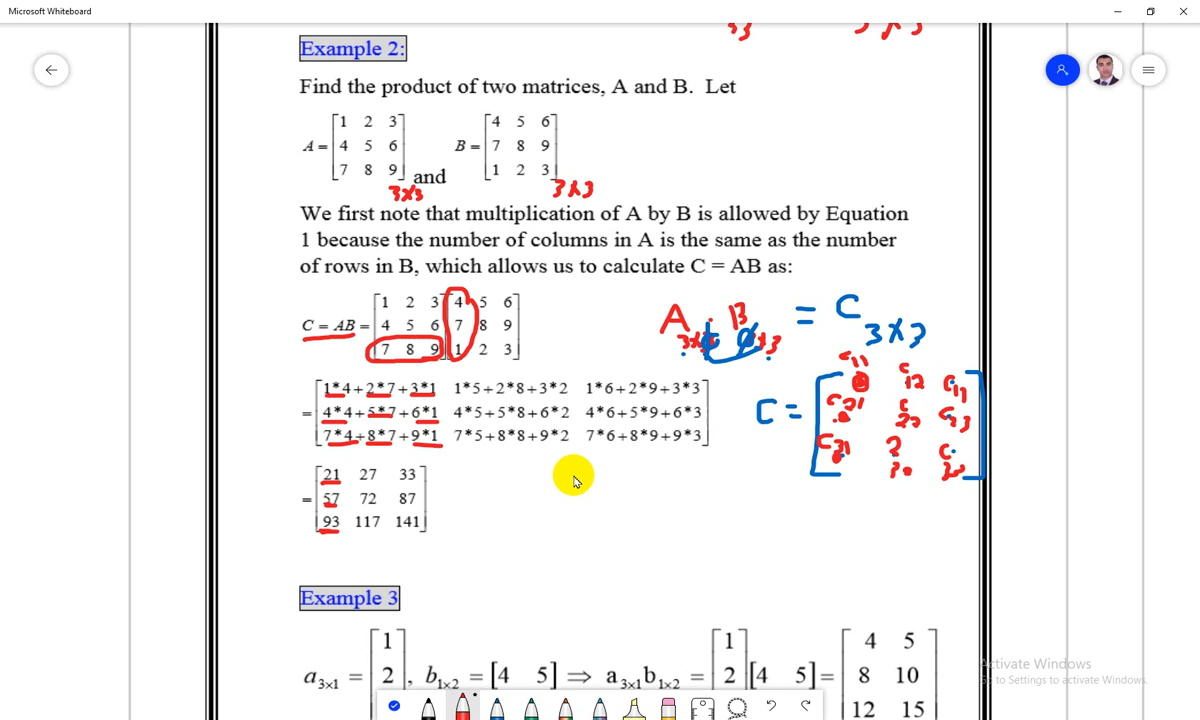 Microsoft Whiteboard
Example 2:
Find the product of two matrices, A and B. Let
A = [1 2 3
4 5 6
7 8 9] and
B = [4 5 6
7 8 9
1 2 3]
3×3
3×3
We first note that multiplication of A by B is allowed by Equation
1 because the number of columns in A is the same as the number
of rows in B, which allows us to calculate C = AB as:
C = AB = [1 2 3
4 5 6
7 8 9]
[4 5 6
7 8 9
1 2 3]
A . B = C 3×3
= [1*4+2*7+3*1 1*5+2*8+3*2 1*6+2*9+3*3
4*4+5*7+6*1 4*5+5*8+6*2 4*6+5*9+6*3
7*4+8*7+9*1 7*5+8*8+9*2 7*6+8*9+9*3]
C =
= [21 27 33
57 72 87
93 117 141]
Example 3
a3x1 = [1
2
, b1x2 = [4 5] ⇒ a3x1b1x2 = [1
2
[4 5] = [4 5
8 10
12 15
Activate Windows
Go to Settings to activate Windows.